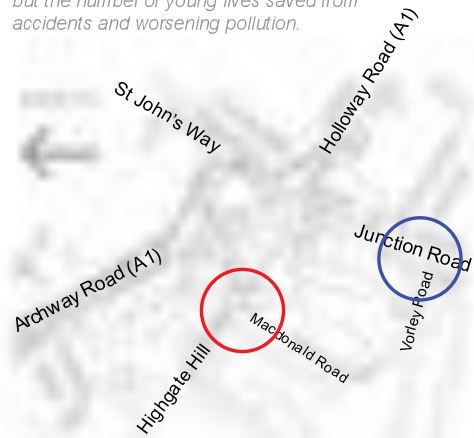 but the number of young lives saved from
accidents and worsening pollution.
Holloway Road (A1)
St John's Way
Junction Road
Archway Road (A1)
Vorley Road
Macdonald Road
Highgate Hill